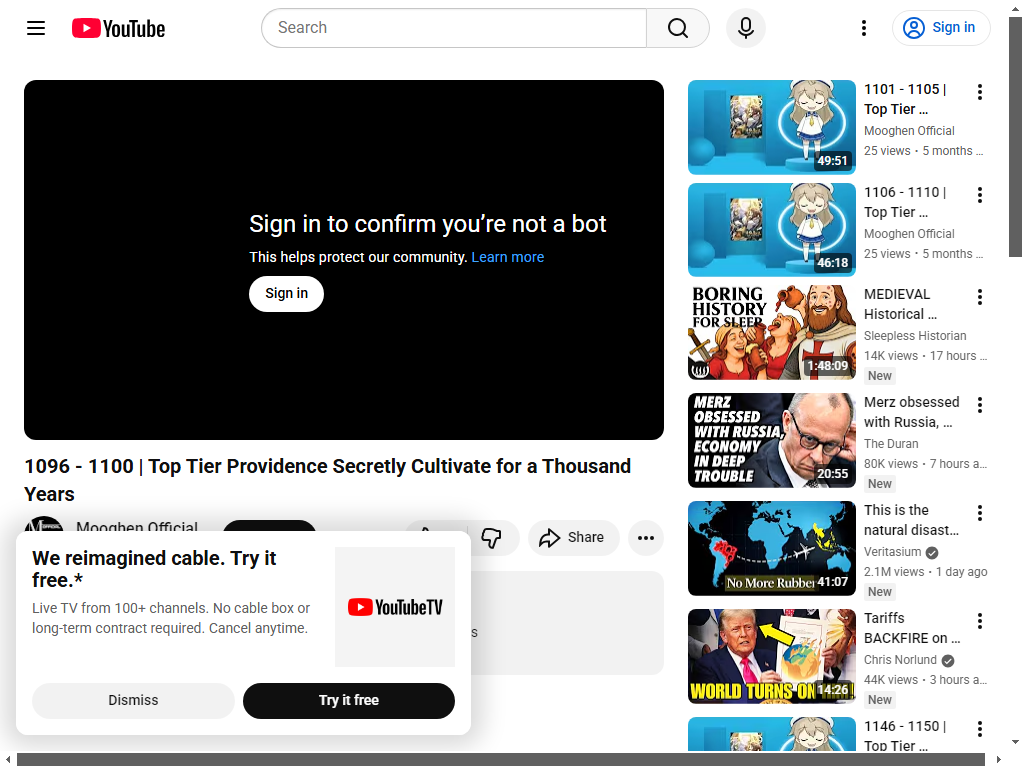 YouTube
Search
Sign in
Sign in to confirm you’re not a bot
This helps protect our community. Learn more
Sign in
1096 - 1100 | Top Tier Providence Secretly Cultivate for a Thousand
Years
Mooghen Official
Share
s
We reimagined cable. Try it
free.*
Live TV from 100+ channels. No cable box or
long-term contract required. Cancel anytime.
YouTubeTV
Dismiss
Try it free
49:51
1101 - 1105 |
Top Tier ...
Mooghen Official
25 views • 5 months ...
46:18
1106 - 1110 |
Top Tier ...
Mooghen Official
25 views • 5 months ...
BORING
HISTORY
FOR SLEEP
1:48:09
MEDIEVAL
Historical ...
Sleepless Historian
14K views • 17 hours ...
New
MERZ
OBSESSED
WITH RUSSIA,
ECONOMY
IN DEEP
TROUBLE
20:55
Merz obsessed
with Russia, ...
The Duran
80K views • 7 hours a...
New
No More Rubber
41:07
This is the
natural disast...
Veritasium
2.1M views • 1 day ago
New
WORLD TURNS ON
14:26
Tariffs
BACKFIRE on ...
Chris Norlund
44K views • 3 hours a...
New
1146 - 1150 |
Top Tier ...